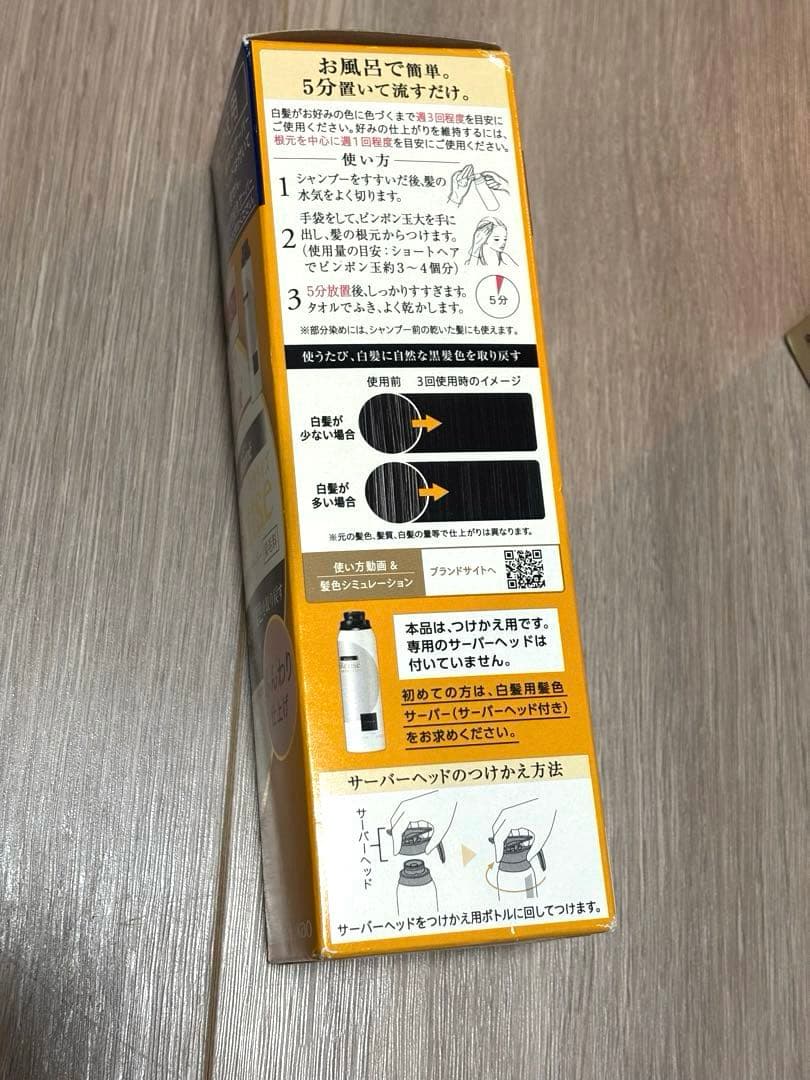 お風呂で簡単。
5分置いて流すだけ。
白髪がお好みの色に色づくまで週3回程度を目安に
ご使用ください。好みの仕上がりを維持するには、
根元を中心に週1回程度を目安にご使用ください。
使い方
1 シャンプーをすすいだ後、髪の
水気をよく切ります。
2 手袋をして、ピンポン玉大を手に
出し、髪の根元からつけます。
(使用量の目安：ショートヘア
でピンポン玉約3〜4個分)
3 5分放置後、しっかりすすぎます。
タオルでふき、よく乾かします。
5分
※部分染めには、シャンプー前の乾いた髪にも使えます。
使うたび、白髪に自然な黒髪色を取り戻す
使用前 3回使用時のイメージ
白髪が
少ない場合
白髪が
多い場合
※元の髪色、髪質、白髪の量等で仕上がりは異なります。
使い方動画 &
髪色シミュレーション
ブランドサイトへ
本品は、つけかえ用です。
専用のサーバーヘッドは
付いていません。
初めての方は、白髪用髪色
サーバー(サーバーヘッド付き)
をお求めください。
サーバーヘッドのつけかえ方法
サーバーヘッド
サーバーヘッドをつけかえ用ボトルに回してつけます。